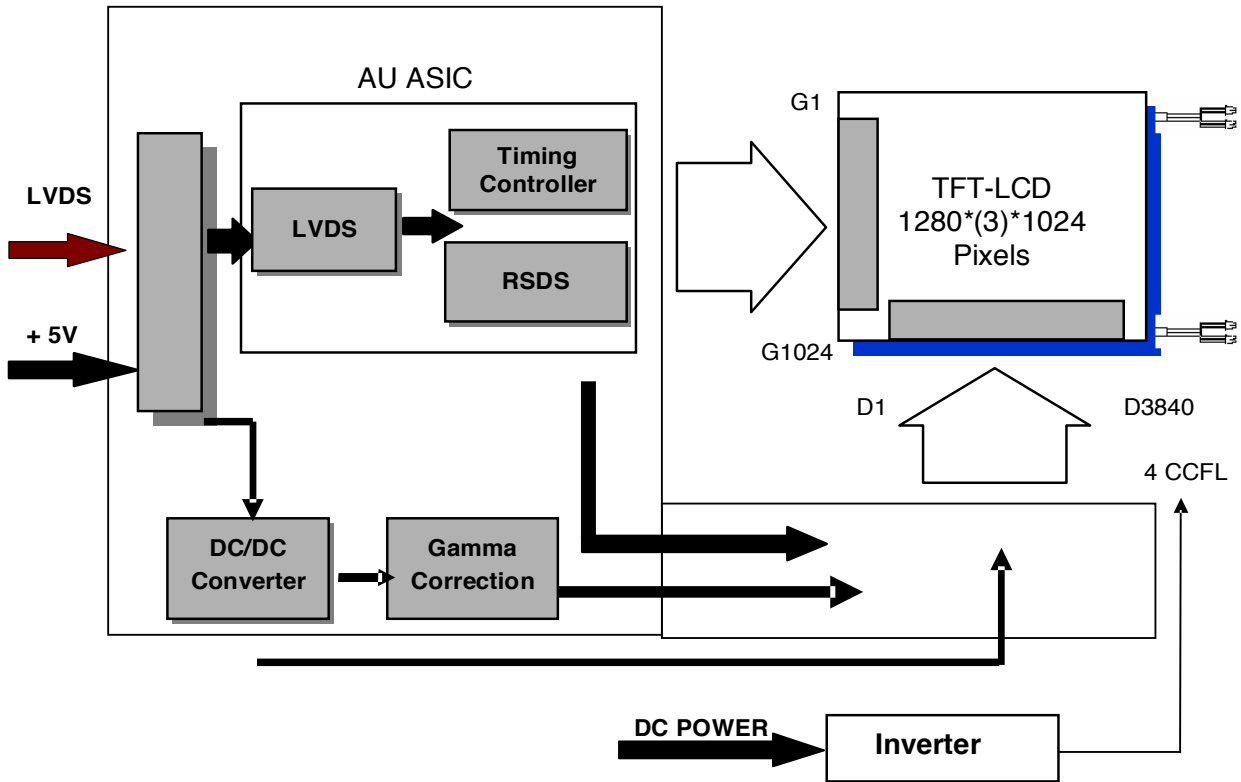 AU ASIC
G1
Timing
Controller
LVDS
LVDS
TFT-LCD
1280*(3)*1024
Pixels
RSDS
+ 5V
G1024
D1
D3840
4 CCFL
DC/DC
Converter
Gamma
Correction
DC POWER
Inverter